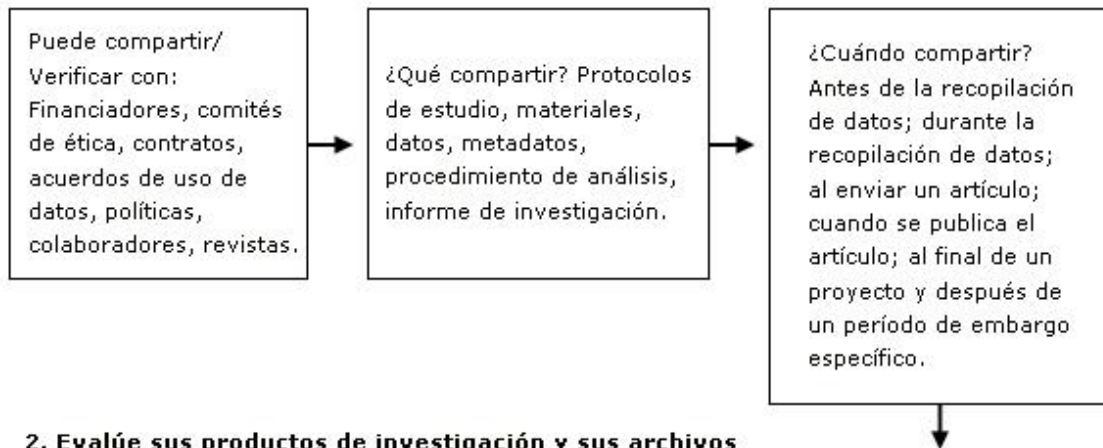 Puede compartir/
Verificar con:
Financiadores, comités
de ética, contratos,
acuerdos de uso de
datos, políticas,
colaboradores, revistas.
¿Qué compartir? Protocolos
de estudio, materiales,
datos, metadatos,
procedimiento de análisis,
informe de investigación.
¿Cuándo compartir?
Antes de la recopilación
de datos; durante la
recopilación de datos;
al enviar un artículo;
cuando se publica el
artículo; al final de un
proyecto y después de
un período de embargo
específico.
2. Evalúe sus productos de investigación y sus archivos